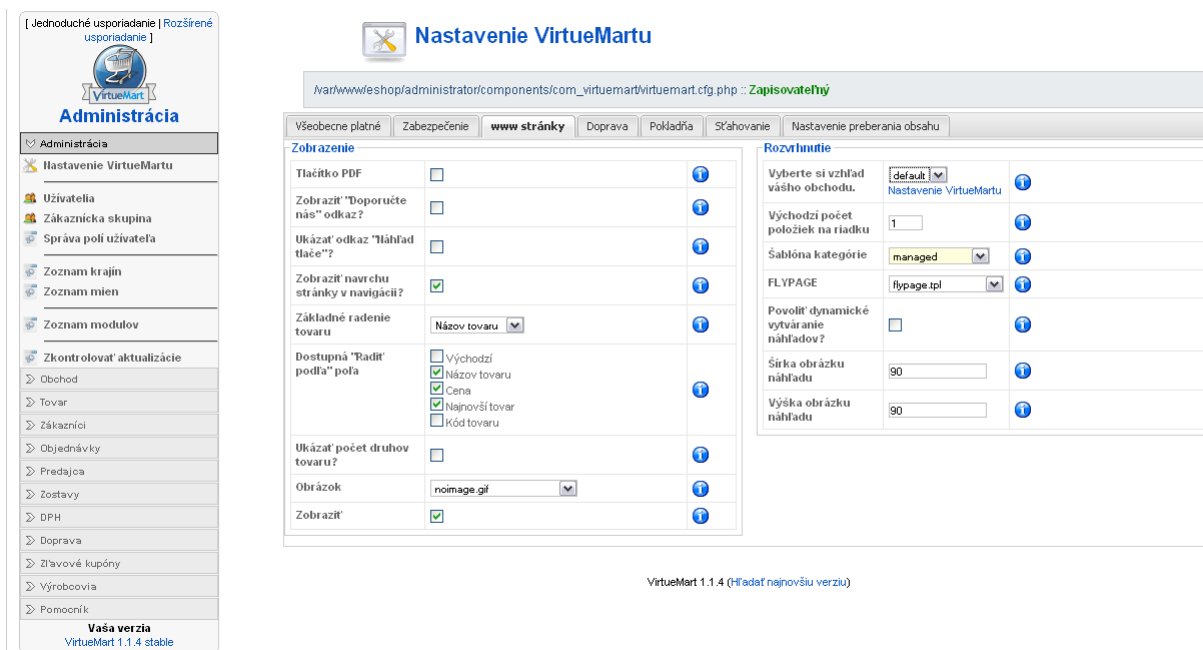 [ Jednoduché usporiadanie | Rozšírené
usporiadanie ]
VirtueMart
Administrácia
Administrácia
Nastavenie VirtueMartu
Užívatelia
Zákaznícka skupina
Správa polí užívateľa
Zoznam krajín
Zoznam mien
Zoznam modulov
Zkontrolovať aktualizácie
Obchod
Tovar
Zákazníci
Objednávky
Predajca
Zostavy
DPH
Doprava
Zľavové kupóny
Výrobcovia
Pomocník
Vaša verzia
VirtueMart 1.1.4 stable
Nastavenie VirtueMartu
/var/www/eshop/administrator/components/com_virtuemart/virtuemart.cfg.php :: Zapisovateľný
Všeobecne platné
Zabezpečenie
www stránky
Doprava
Pokladňa
Sťahovanie
Nastavenie preberania obsahu
Zobrazenie
Tlačítko PDF
Zobraziť "Doporučte
nás" odkaz?
Ukázať odkaz "Náhľad
tlače"?
Zobraziť navrchu
stránky v navigácii?
Základné radenie
tovaru
Názov tovaru
Dostupná "Radiť
podľa" poľa
Východzí
Názov tovaru
Cena
Najnovší tovar
Kód tovaru
Ukázať počet druhov
tovaru?
Obrázok
noimage.gif
Zobraziť
Rozvrhnutie
Vyberte si vzhľad
vášho obchodu.
default
Nastavenie VirtueMartu
Východzí počet
položiek na riadku
1
Šablóna kategórie
managed
FLYPAGE
flypage.tpl
Povoliť dynamické
vytváranie
náhľadov?
Šírka obrázku
náhľadu
90
Výška obrázku
náhľadu
90
VirtueMart 1.1.4 (Hľadať najnovšiu verziu)